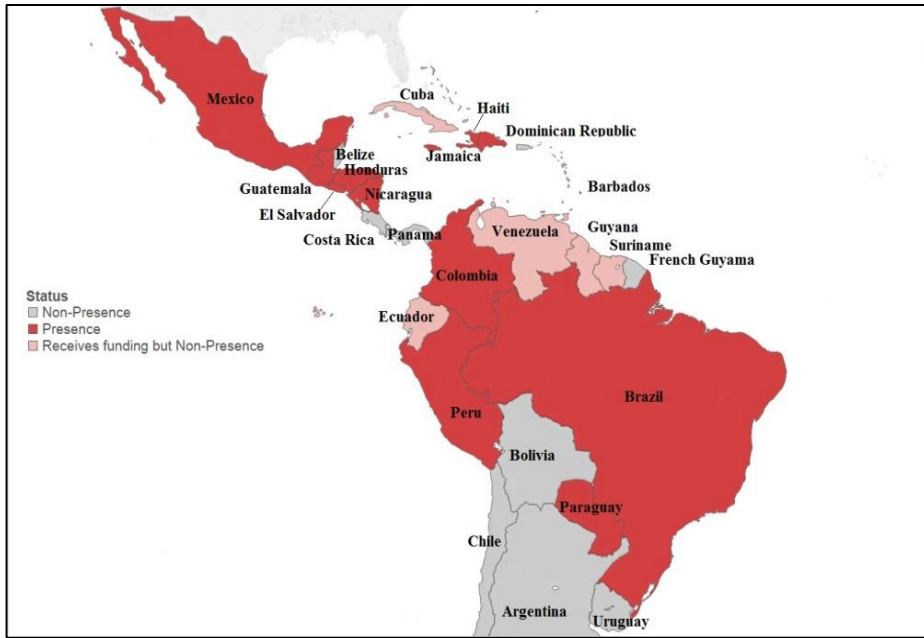 Cuba
Haiti
Mexico
Dominican Republic
Belize
Jamaica
Honduras
Guatemala
Nicaragua
Barbados
El Salvador
Guyana
Costa Rica
Panama
Venezuela
Suriname
French Guyama
Colombia
Status
Non-Presence
Presence
Receives funding but Non-Presence
Ecuador
Brazil
Peru
Bolivia
Paraguay
Chile
Argentina
Uruguay